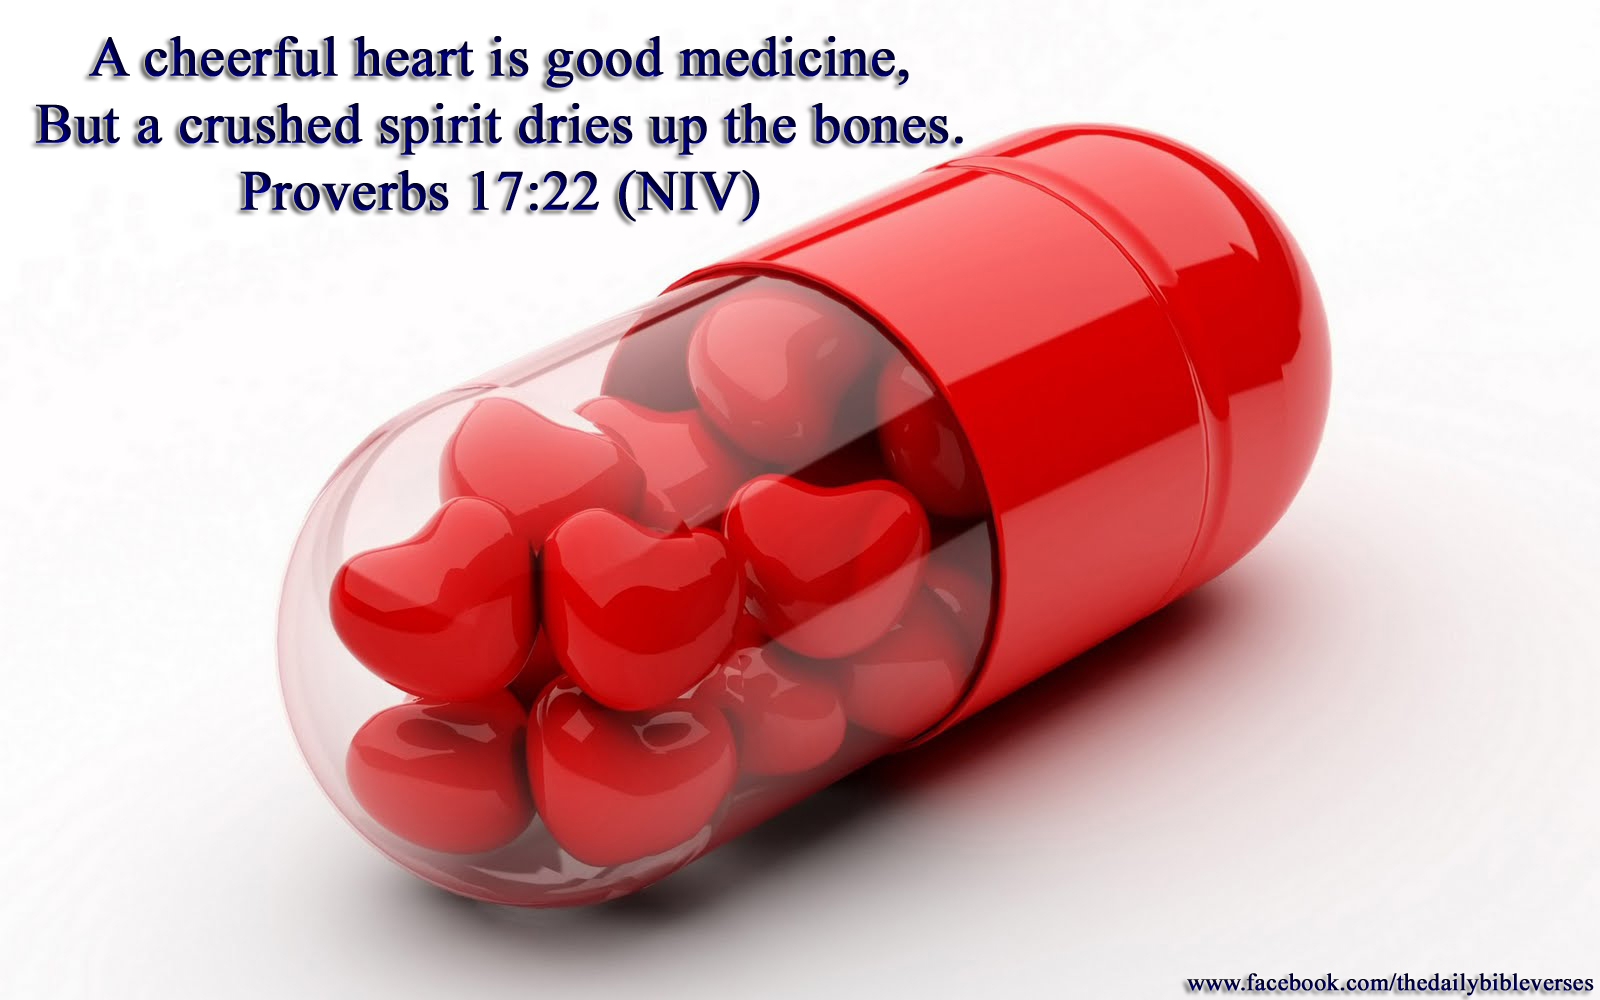 A cheerful heart is good medicine,
But a crushed spirit dries up the bones.
Proverbs 17:22 (NIV)
www.facebook.com/thedailybibleverses